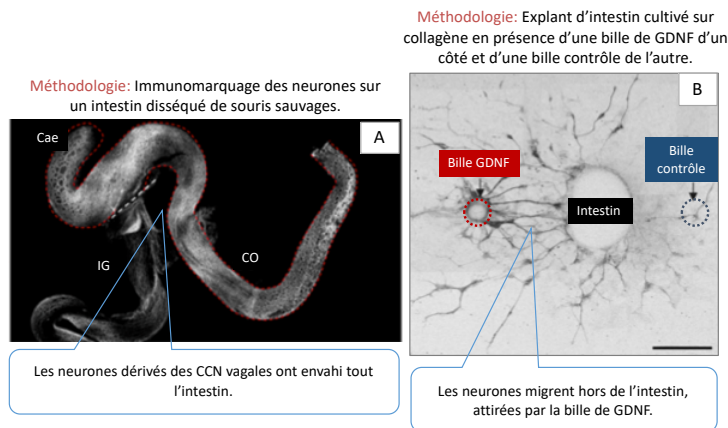 Méthodologie: Immunomarquage des neurones sur
un intestin disséqué de souris sauvages.
A
Cae
IG
CO
Les neurones dérivés des CCN vagales ont envahi tout
l’intestin.
Méthodologie: Explant d’intestin cultivé sur
collagène en présence d’une bille de GDNF d’un
côté et d’une bille contrôle de l’autre.
B
Bille GDNF
Bille
contrôle
Intestin
Les neurones migrent hors de l’intestin,
attirées par la bille de GDNF.